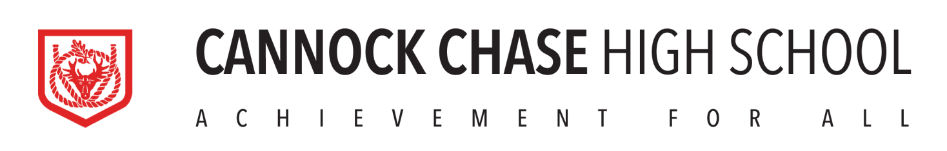 CANNOCK CHASE HIGH SCHOOL
ACHIEVEMENT FOR ALL